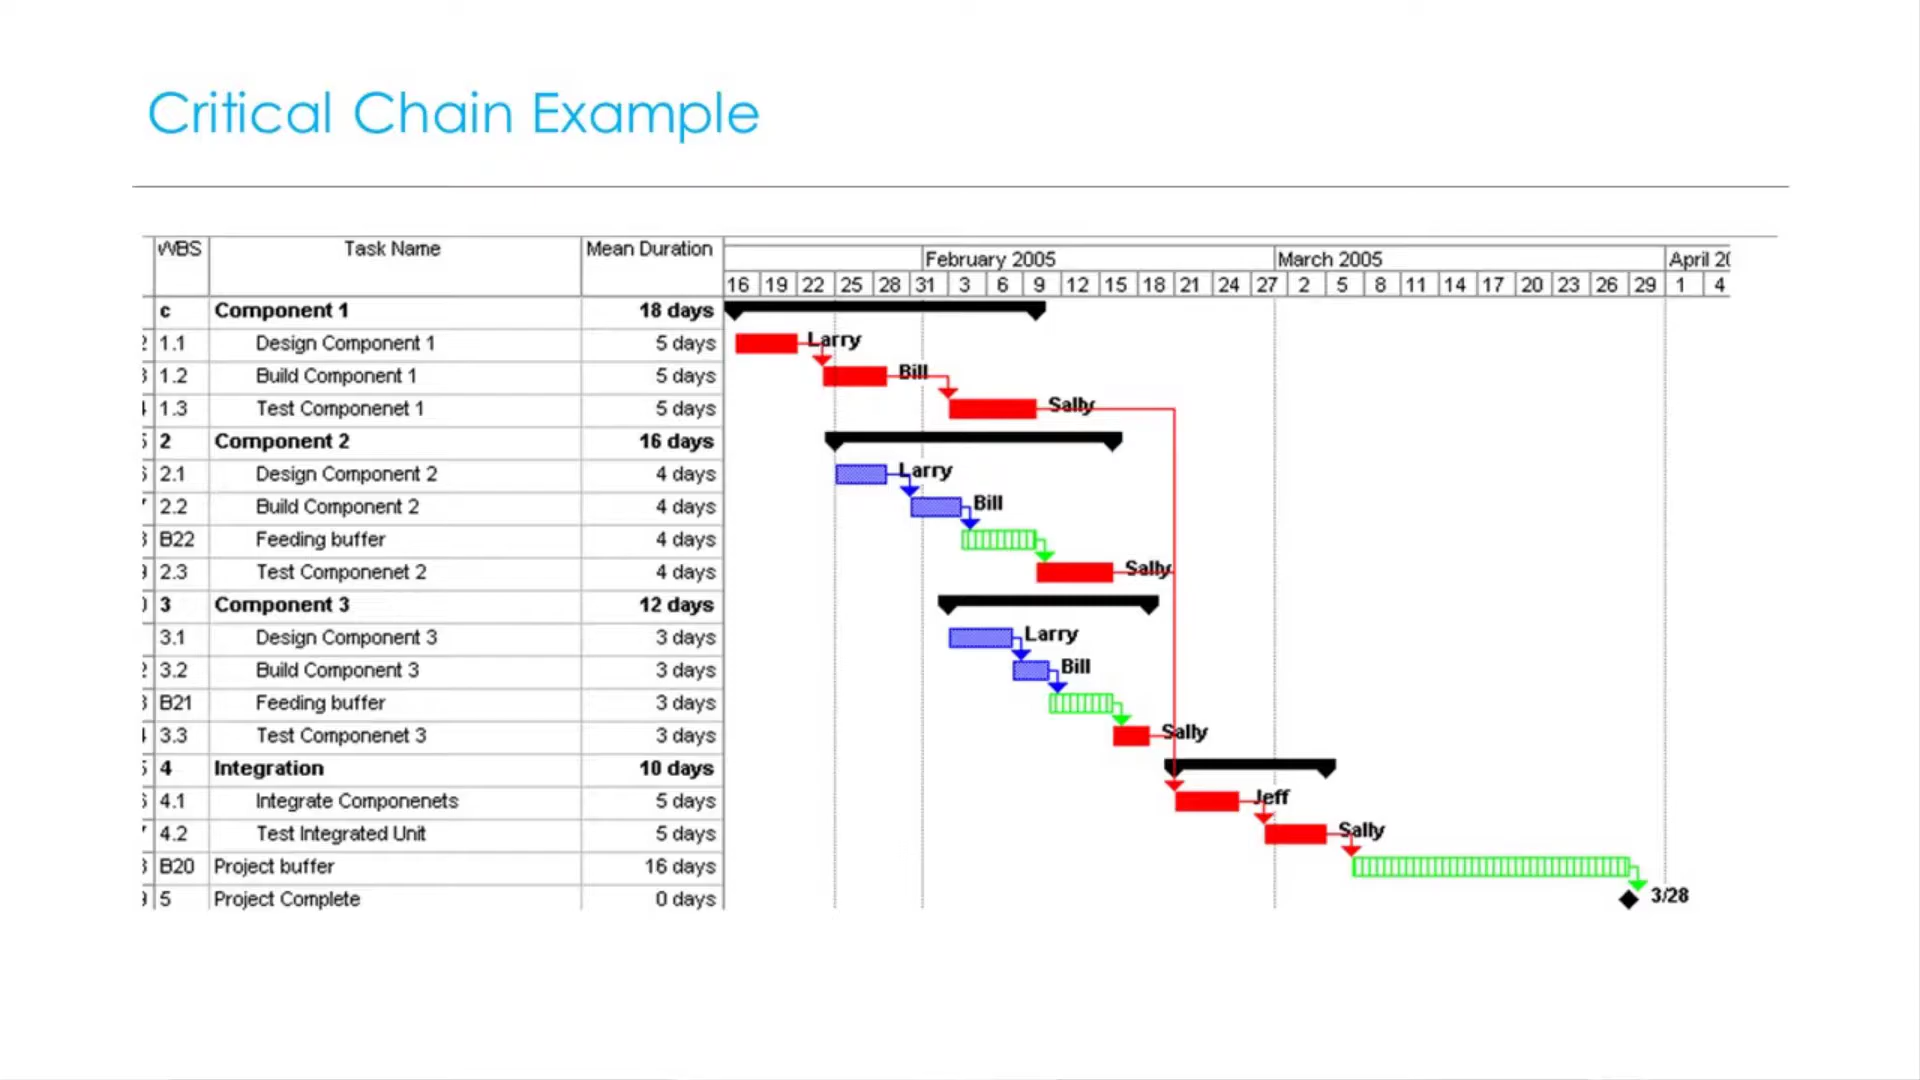 Critical Chain Example
WBS Task Name Mean Duration
February 2005 March 2005 April 20
16 19 22 25 28 31 3 6 9 12 15 18 21 24 27 2 5 8 11 14 17 20 23 26 29 1 4
c Component 1 18 days
1.1 Design Component 1 5 days Larry
1.2 Build Component 1 5 days Bill
1.3 Test Componenet 1 5 days Sally
2 Component 2 16 days
2.1 Design Component 2 4 days Larry
2.2 Build Component 2 4 days Bill
B22 Feeding buffer 4 days
2.3 Test Componenet 2 4 days Sally
3 Component 3 12 days
3.1 Design Component 3 3 days Larry
3.2 Build Component 3 3 days Bill
B21 Feeding buffer 3 days
3.3 Test Componenet 3 3 days Sally
4 Integration 10 days
4.1 Integrate Componenets 5 days Jeff
4.2 Test Integrated Unit 5 days Sally
B20 Project buffer 16 days
5 Project Complete 0 days 3/28